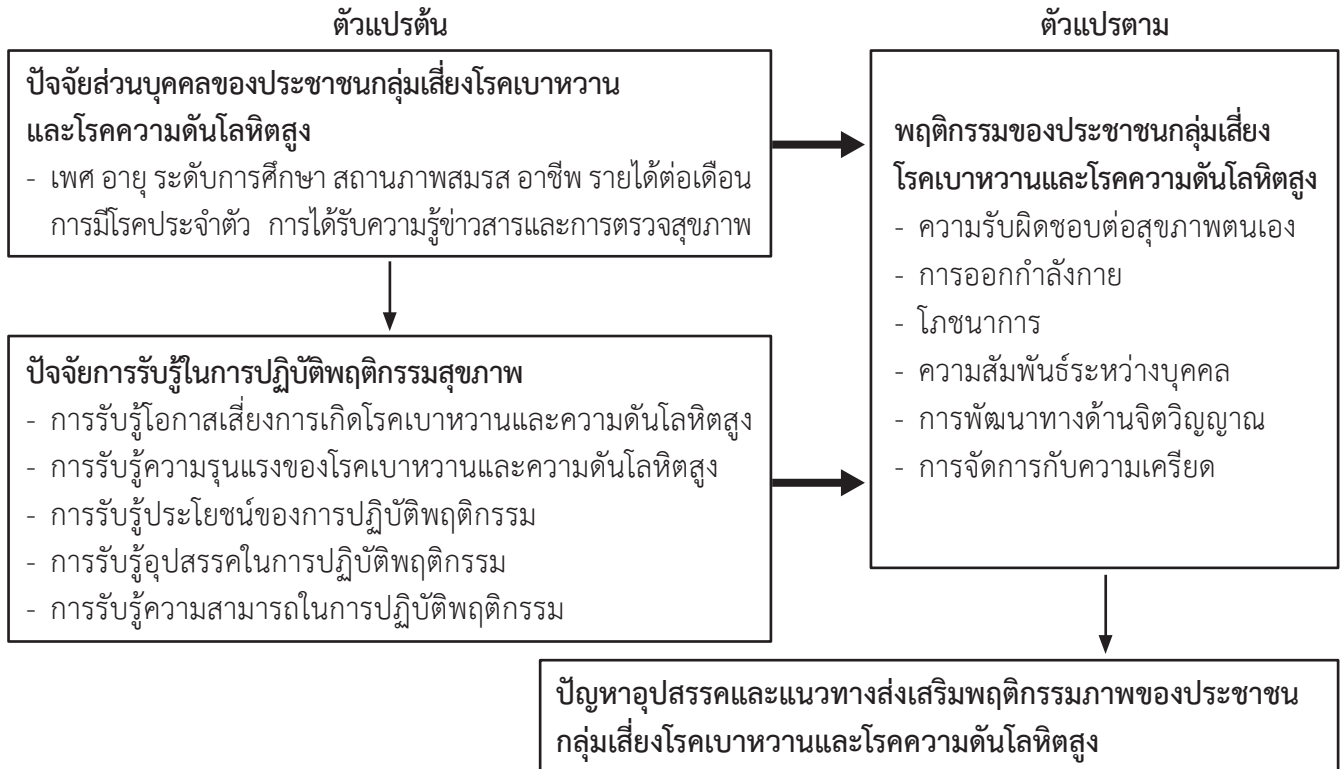 ตัวแปรต้น
ปัจจัยส่วนบุคคลของประชาชนกลุ่มเสี่ยงโรคเบาหวาน
และโรคความดันโลหิตสูง
- เพศ อายุ ระดับการศึกษา สถานภาพสมรส อาชีพ รายได้ต่อเดือน
การมีโรคประจำตัว การได้รับความรู้ข่าวสารและการตรวจสุขภาพ
ปัจจัยการรับรู้ในการปฏิบัติพฤติกรรมสุขภาพ
- การรับรู้โอกาสเสี่ยงการเกิดโรคเบาหวานและความดันโลหิตสูง
- การรับรู้ความรุนแรงของโรคเบาหวานและความดันโลหิตสูง
- การรับรู้ประโยชน์ของการปฏิบัติพฤติกรรม
- การรับรู้อุปสรรคในการปฏิบัติพฤติกรรม
- การรับรู้ความสามารถในการปฏิบัติพฤติกรรม
ตัวแปรตาม
พฤติกรรมของประชาชนกลุ่มเสี่ยง
โรคเบาหวานและโรคความดันโลหิตสูง
- ความรับผิดชอบต่อสุขภาพตนเอง
- การออกกำลังกาย
- โภชนาการ
- ความสัมพันธ์ระหว่างบุคคล
- การพัฒนาทางด้านจิตวิญญาณ
- การจัดการกับความเครียด
ปัญหาอุปสรรคและแนวทางส่งเสริมพฤติกรรมภาพของประชาชน
กลุ่มเสี่ยงโรคเบาหวานและโรคความดันโลหิตสูง